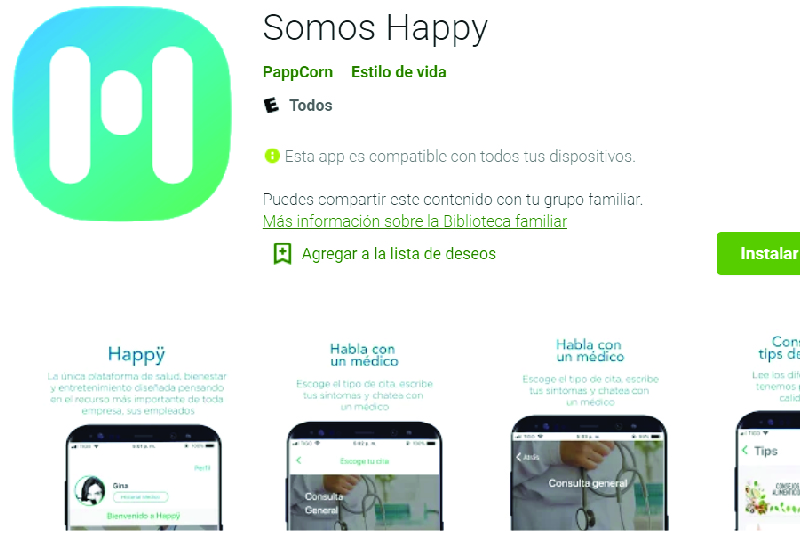 Somos Happy
PappCorn Estilo de vida
E Todos
Esta app es compatible con todos tus dispositivos.
Puedes compartir este contenido con tu grupo familiar.
Más información sobre la Biblioteca familiar
Agregar a la lista de deseos
Instalar
Happÿ
La única plataforma de salud, bienestar
y entretenimiento diseñada pensando
en el recurso más importante de toda
empresa, sus empleados
Perfil
Gina
Bienvenido a Happÿ
Habla con
un médico
Escoge el tipo de cita, escribe
tus síntomas y chatea con
un médico
Escoge tu cita
Consulta
General
Habla con
un médico
Escoge el tipo de cita, escribe
tus síntomas y chatea con
un médico
Atrás
Consulta general
Con
tips de
Lee los dif
tenemos
calid
Tips
CONSEJOS